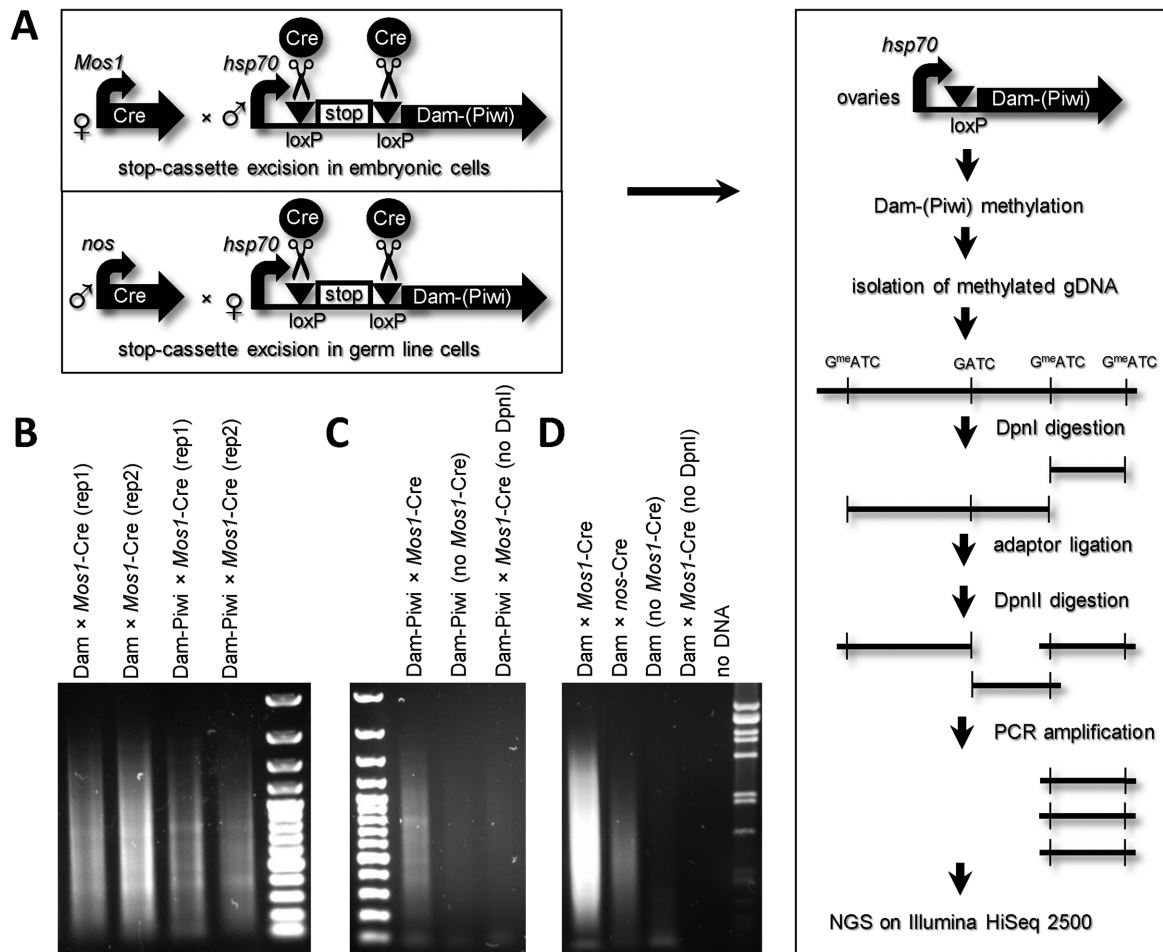 A
Mos1
Cre
♀
×
♂
hsp70
Cre
Cre
stop
Dam-(Piwi)
loxP
loxP
stop-cassette excision in embryonic cells
nos
Cre
♂
×
♀
hsp70
Cre
Cre
stop
Dam-(Piwi)
loxP
loxP
stop-cassette excision in germ line cells
hsp70
ovaries
Dam-(Piwi)
loxP
Dam-(Piwi) methylation
isolation of methylated gDNA
GmeATC GATC GmeATC GmeATC
DpnI digestion
adaptor ligation
DpnII digestion
PCR amplification
NGS on Illumina HiSeq 2500
B
Dam × Mos1-Cre (rep1)
Dam × Mos1-Cre (rep2)
Dam-Piwi × Mos1-Cre (rep1)
Dam-Piwi × Mos1-Cre (rep2)
C
Dam-Piwi × Mos1-Cre
Dam-Piwi (no Mos1-Cre)
Dam-Piwi × Mos1-Cre (no DpnI)
D
Dam × Mos1-Cre
Dam × nos-Cre
Dam (no Mos1-Cre)
Dam × Mos1-Cre (no DpnI)
no DNA